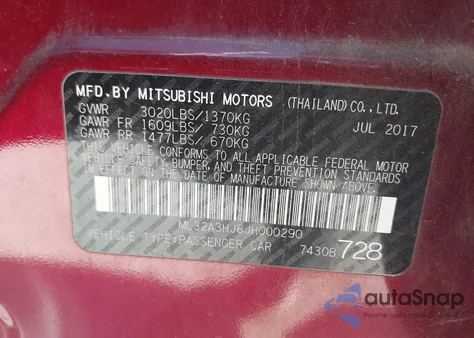 MFD.BY MITSUBISHI MOTORS (THAILAND)CO.,LTD.
GVWR 3020LBS/1370KG JUL 2017
GAWR FR 1609LBS/ 730KG
GAWR RR 1477LBS/ 670KG
THIS VEHICLE CONFORMS TO ALL APPLICABLE FEDERAL MOTOR
VEHICLE SAFETY, BUMPER, AND THEFT PREVENTION STANDARDS
IN EFFECT ON THE DATE OF MANUFACTURE SHOWN ABOVE.
ML32A3HJ8JH000290
VEHICLE TYPE:PASSENGER CAR 7430B 728
autaSnap